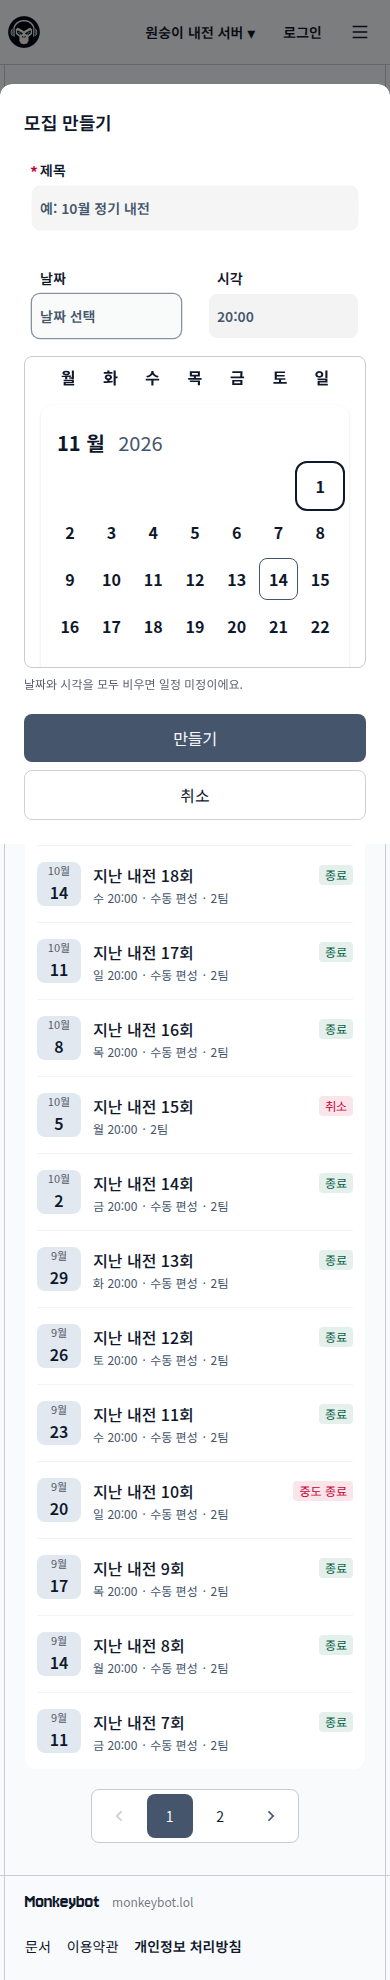 원숭이 내전 서버 ▾ 로그인
모집 만들기
* 제목
예: 10월 정기 내전
날짜 시각
날짜 선택 20:00
월 화 수 목 금 토 일
11 월 2026
1
2 3 4 5 6 7 8
9 10 11 12 13 14 15
16 17 18 19 20 21 22
날짜와 시각을 모두 비우면 일정 미정이에요.
만들기
취소
10월
14
지난 내전 18회
수 20:00 · 수동 편성 · 2팀
종료
10월
11
지난 내전 17회
일 20:00 · 수동 편성 · 2팀
종료
10월
8
지난 내전 16회
목 20:00 · 수동 편성 · 2팀
종료
10월
5
지난 내전 15회
월 20:00 · 2팀
취소
10월
2
지난 내전 14회
금 20:00 · 수동 편성 · 2팀
종료
9월
29
지난 내전 13회
화 20:00 · 수동 편성 · 2팀
종료
9월
26
지난 내전 12회
토 20:00 · 수동 편성 · 2팀
종료
9월
23
지난 내전 11회
수 20:00 · 수동 편성 · 2팀
종료
9월
20
지난 내전 10회
일 20:00 · 수동 편성 · 2팀
중도 종료
9월
17
지난 내전 9회
목 20:00 · 수동 편성 · 2팀
종료
9월
14
지난 내전 8회
월 20:00 · 수동 편성 · 2팀
종료
9월
11
지난 내전 7회
금 20:00 · 수동 편성 · 2팀
종료
1 2
Monkeybot monkeybot.lol
문서 이용약관 개인정보 처리방침